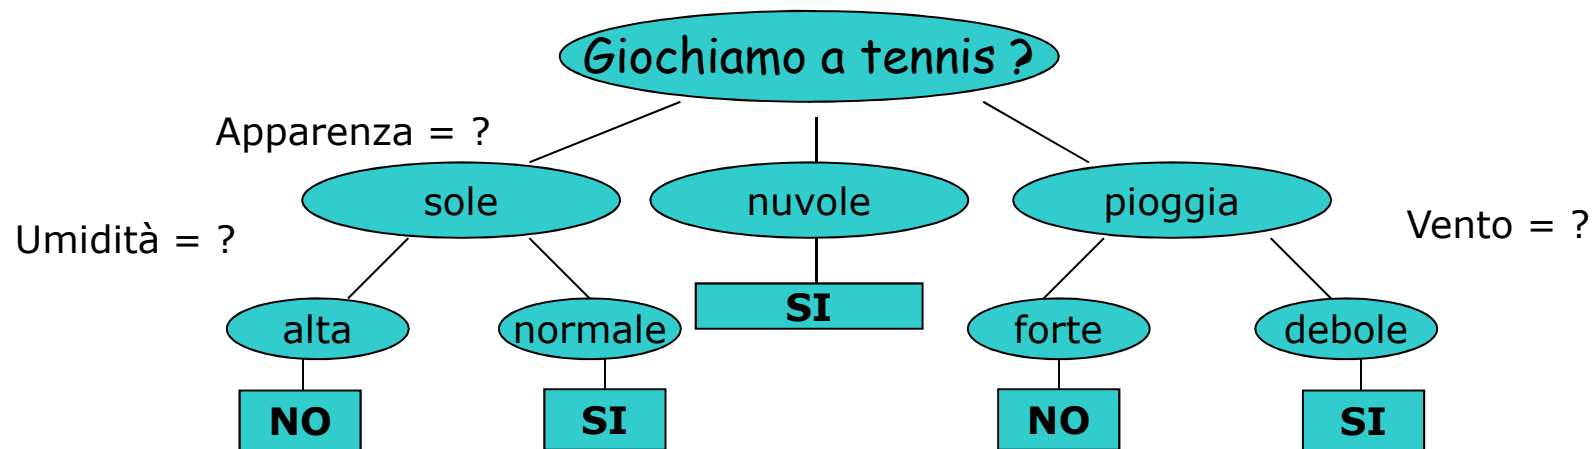 Giochiamo a tennis ?
Apparenza = ?
sole
nuvole
pioggia
Umidità = ?
Vento = ?
alta
normale
SI
forte
debole
NO
SI
NO
SI